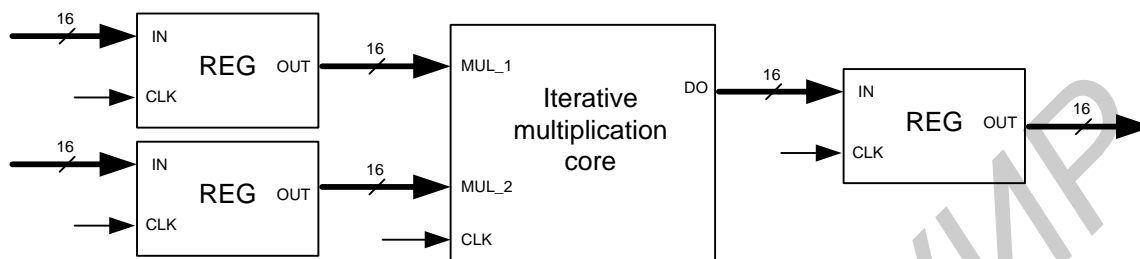 16
IN
REG
OUT
CLK
16
16
IN
REG
OUT
CLK
16
MUL_1
MUL_2
CLK
Iterative
multiplication
core
DO
16
IN
REG
OUT
CLK
16
УИР